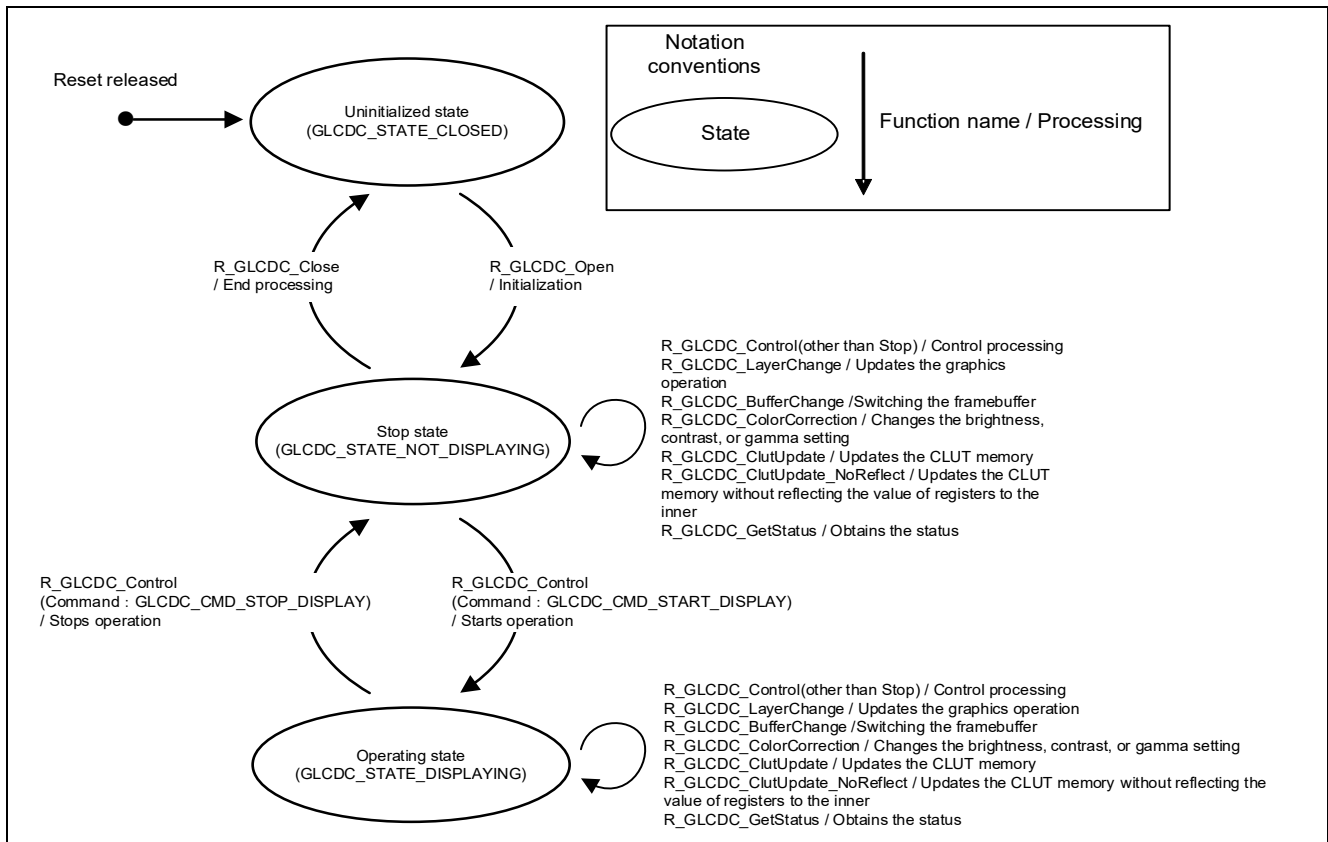 Reset released
Uninitialized state
(GLCDC_STATE_CLOSED)
Notation
conventions
State
Function name / Processing
R_GLCDC_Close
/ End processing
R_GLCDC_Open
/ Initialization
Stop state
(GLCDC_STATE_NOT_DISPLAYING)
R_GLCDC_Control(other than Stop) / Control processing
R_GLCDC_LayerChange / Updates the graphics
operation
R_GLCDC_BufferChange /Switching the framebuffer
R_GLCDC_ColorCorrection / Changes the brightness,
contrast, or gamma setting
R_GLCDC_ClutUpdate / Updates the CLUT memory
R_GLCDC_ClutUpdate_NoReflect / Updates the CLUT
memory without reflecting the value of registers to the
inner
R_GLCDC_GetStatus / Obtains the status
R_GLCDC_Control
(Command : GLCDC_CMD_STOP_DISPLAY)
/ Stops operation
R_GLCDC_Control
(Command : GLCDC_CMD_START_DISPLAY)
/ Starts operation
Operating state
(GLCDC_STATE_DISPLAYING)
R_GLCDC_Control(other than Stop) / Control processing
R_GLCDC_LayerChange / Updates the graphics operation
R_GLCDC_BufferChange /Switching the framebuffer
R_GLCDC_ColorCorrection / Changes the brightness, contrast, or gamma setting
R_GLCDC_ClutUpdate / Updates the CLUT memory
R_GLCDC_ClutUpdate_NoReflect / Updates the CLUT memory without reflecting the
value of registers to the inner
R_GLCDC_GetStatus / Obtains the status